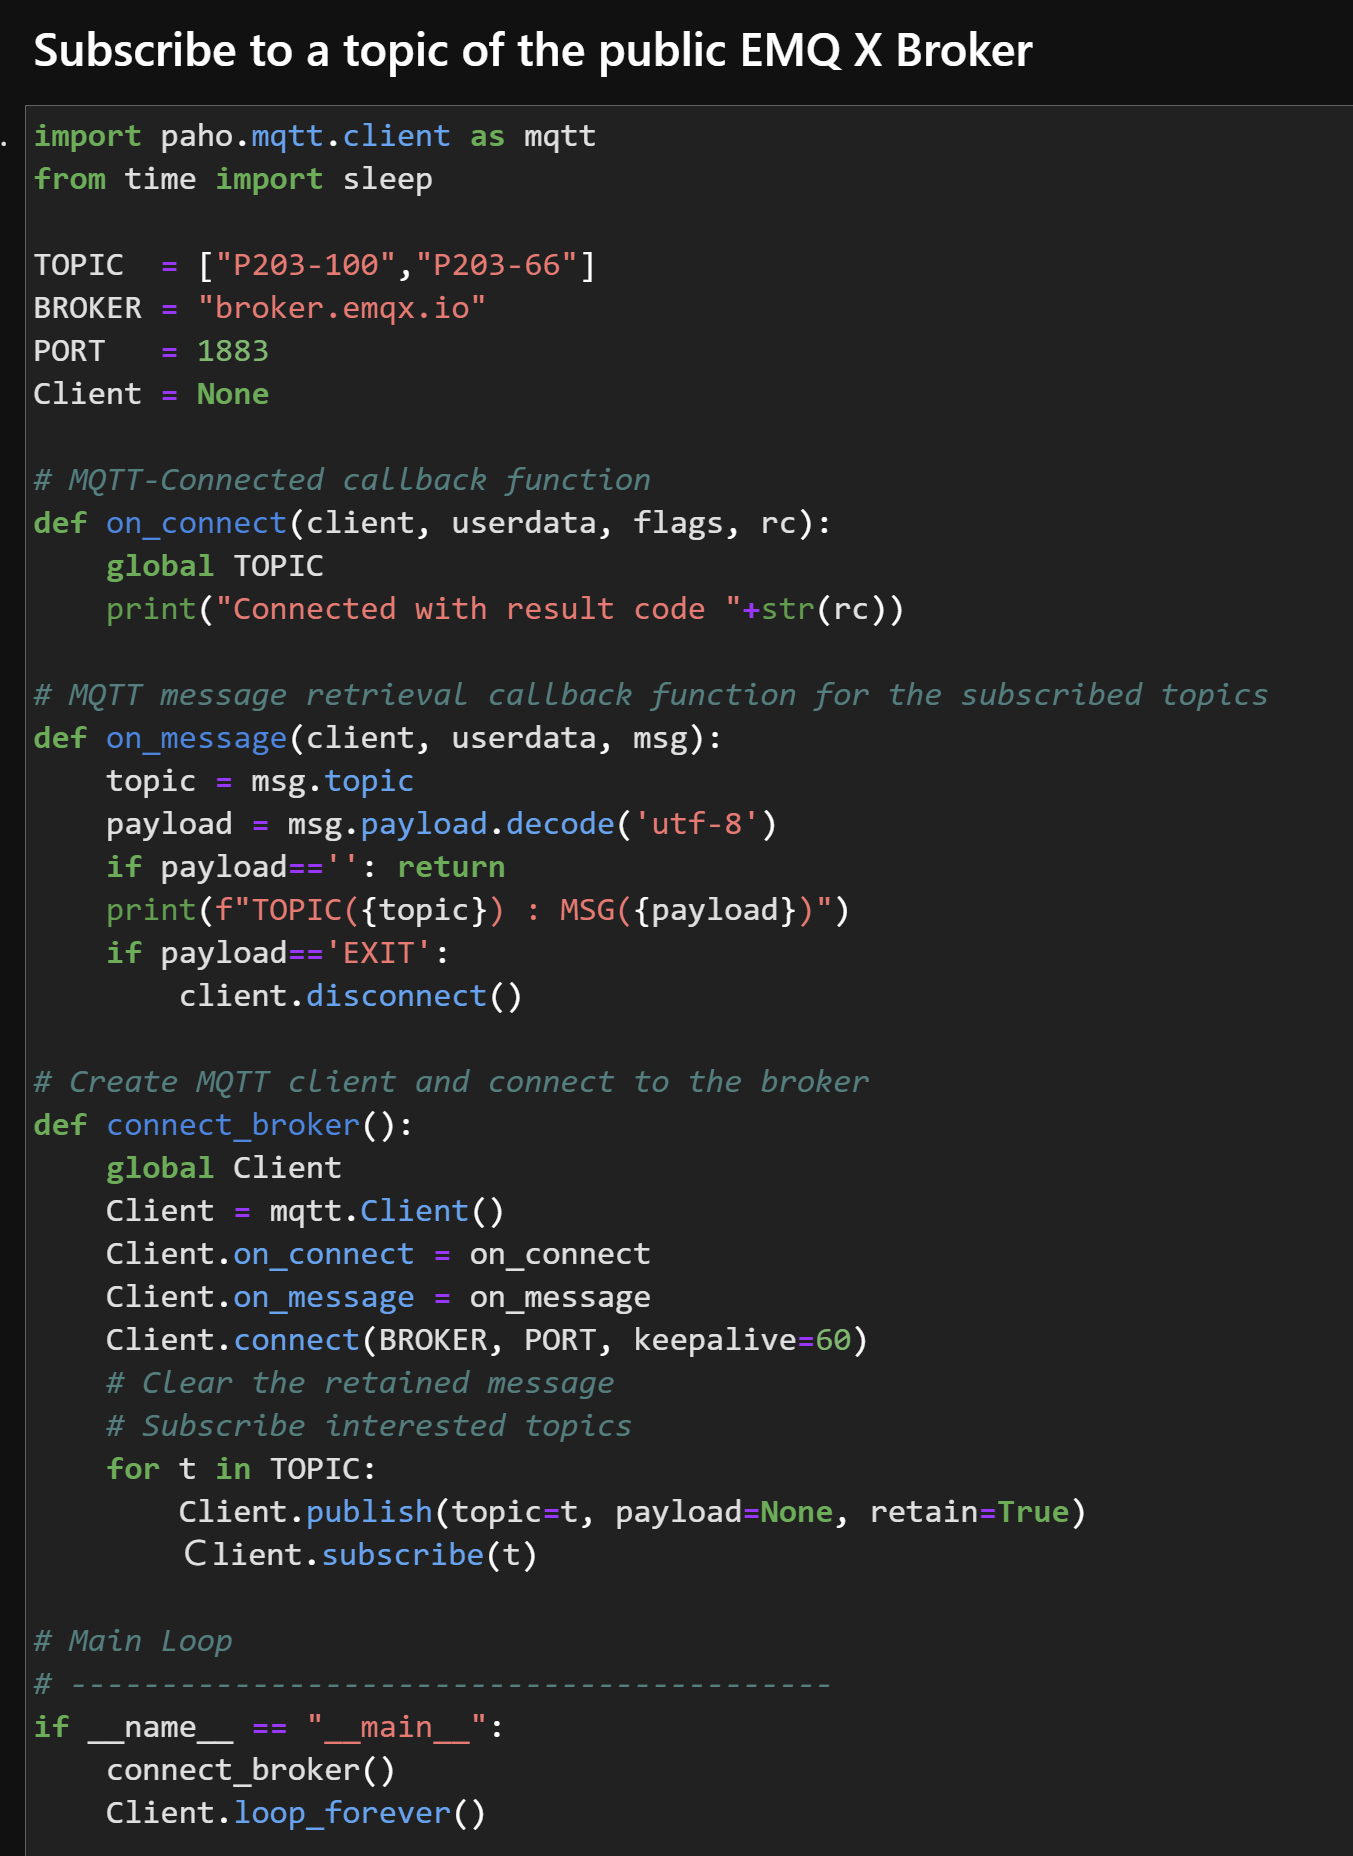 Subscribe to a topic of the public EMQ X Broker
import paho.mqtt.client as mqtt
from time import sleep
TOPIC  = ["P203-100","P203-66"]
BROKER = "broker.emqx.io"
PORT   = 1883
Client = None
# MQTT-Connected callback function
def on_connect(client, userdata, flags, rc):
    global TOPIC
    print("Connected with result code "+str(rc))
# MQTT message retrieval callback function for the subscribed topics
def on_message(client, userdata, msg):
    topic = msg.topic
    payload = msg.payload.decode('utf-8')
    if payload=='': return
    print(f"TOPIC({topic}) : MSG({payload})")
    if payload=='EXIT':
        client.disconnect()
# Create MQTT client and connect to the broker
def connect_broker():
    global Client
    Client = mqtt.Client()
    Client.on_connect = on_connect
    Client.on_message = on_message
    Client.connect(BROKER, PORT, keepalive=60)
    # Clear the retained message
    # Subscribe interested topics
    for t in TOPIC:
        Client.publish(topic=t, payload=None, retain=True)
        Client.subscribe(t)
# Main Loop
# ------------------------------------------
if __name__ == "__main__":
    connect_broker()
    Client.loop_forever()